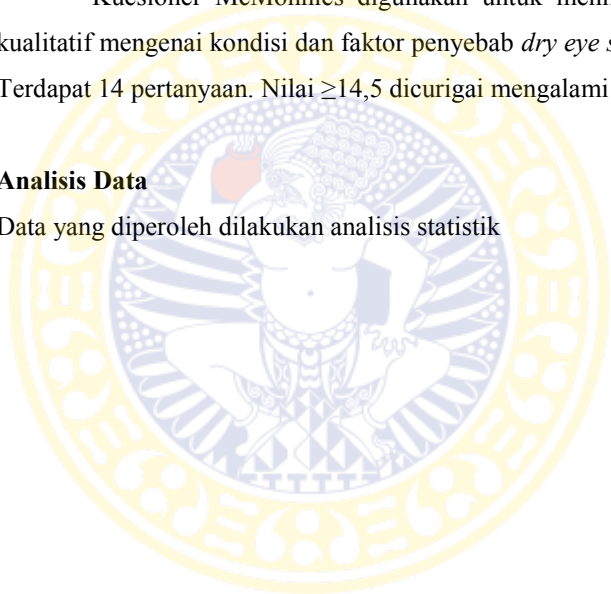 Kuesioner McMonnies digunakan untuk
kualitatif mengenai kondisi dan faktor penyebab dry eye
Terdapat 14 pertanyaan. Nilai ≥14,5 dicurigai mengalami
Analisis Data
Data yang diperoleh dilakukan analisis statistik